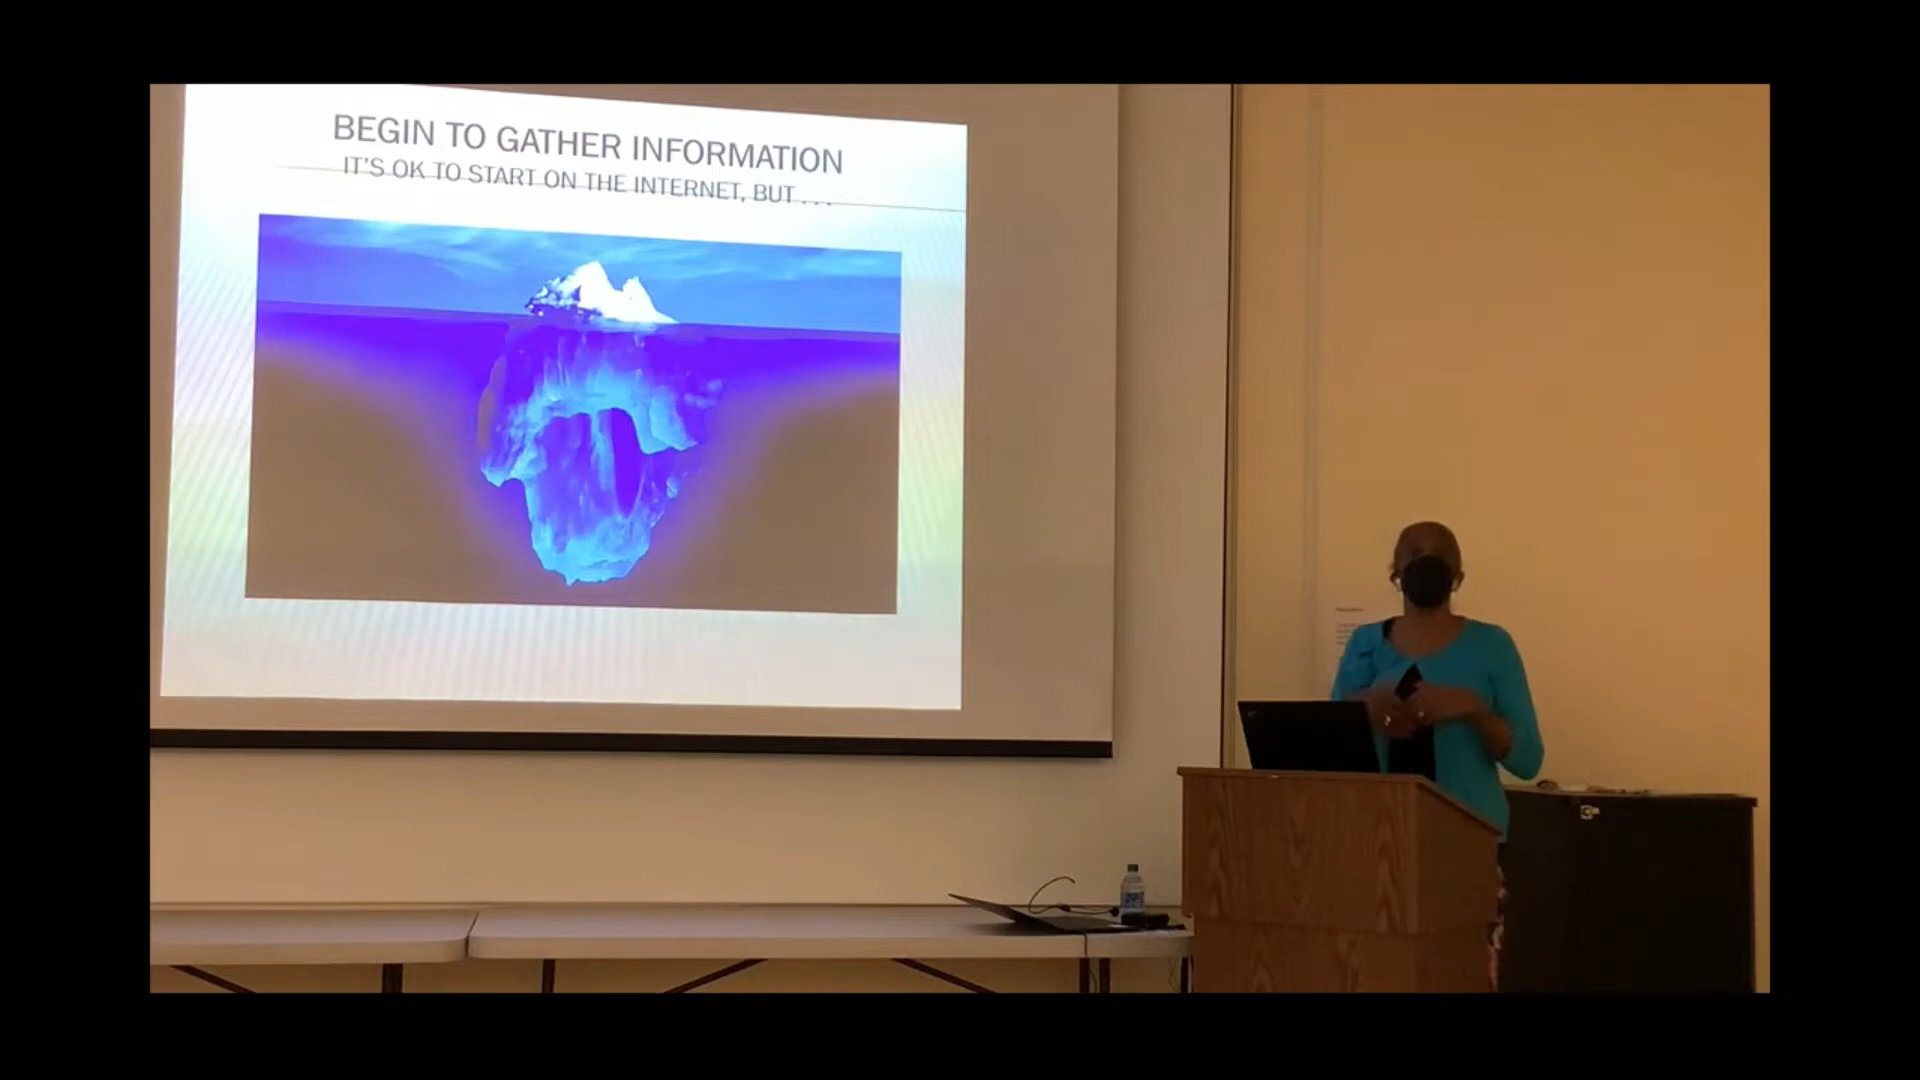 BEGIN TO GATHER INFORMATION
IT'S OK TO START ON THE INTERNET, BUT . . .